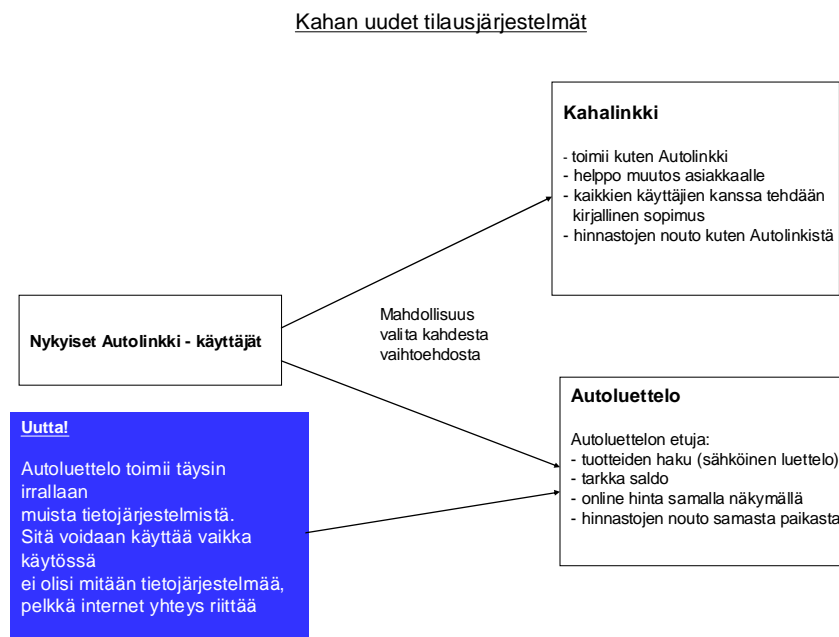 Kahan uudet tilausjärjestelmät
Kahalinkki
- toimii kuten Autolinkki
- helppo muutos asiakkaalle
- kaikkien käyttäjien kanssa tehdään
kirjallinen sopimus
- hinnastojen nouto kuten Autolinkistä
Nykyiset Autolinkki - käyttäjät
Mahdollisuus
valita kahdesta
vaihtoehdosta
Autoluettelo
Autoluettelon etuja:
- tuotteiden haku (sähköinen luettelo)
- tarkka saldo
- online hinta samalla näkymällä
- hinnastojen nouto samasta paikasta
Uutta!
Autoluettelo toimii täysin
irrallaan
muista tietojärjestelmistä.
Sitä voidaan käyttää vaikka
käytössä
ei olisi mitään tietojärjestelmää,
pelkkä internet yhteys riittää